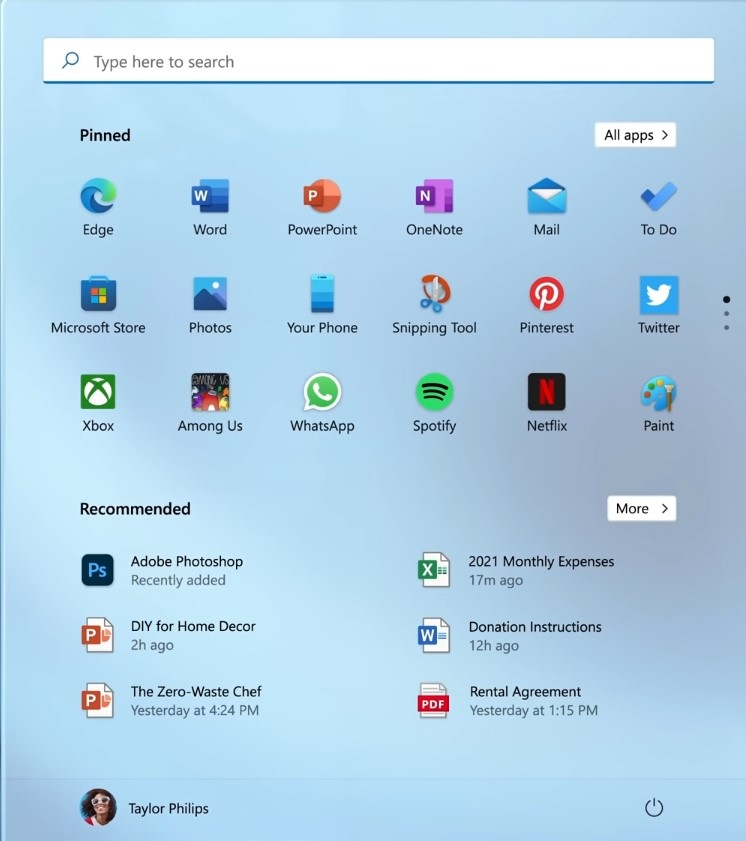 Type here to search
Pinned
All apps
Edge
Word
PowerPoint
OneNote
Mail
To Do
Microsoft Store
Photos
Your Phone
Snipping Tool
Pinterest
Twitter
Xbox
Among Us
WhatsApp
Spotify
Netflix
Paint
Recommended
More
Ps
Adobe Photoshop
Recently added
2021 Monthly Expenses
17m ago
DIY for Home Decor
2h ago
Donation Instructions
12h ago
The Zero-Waste Chef
Yesterday at 4:24 PM
PDF
Rental Agreement
Yesterday at 1:15 PM
Taylor Philips